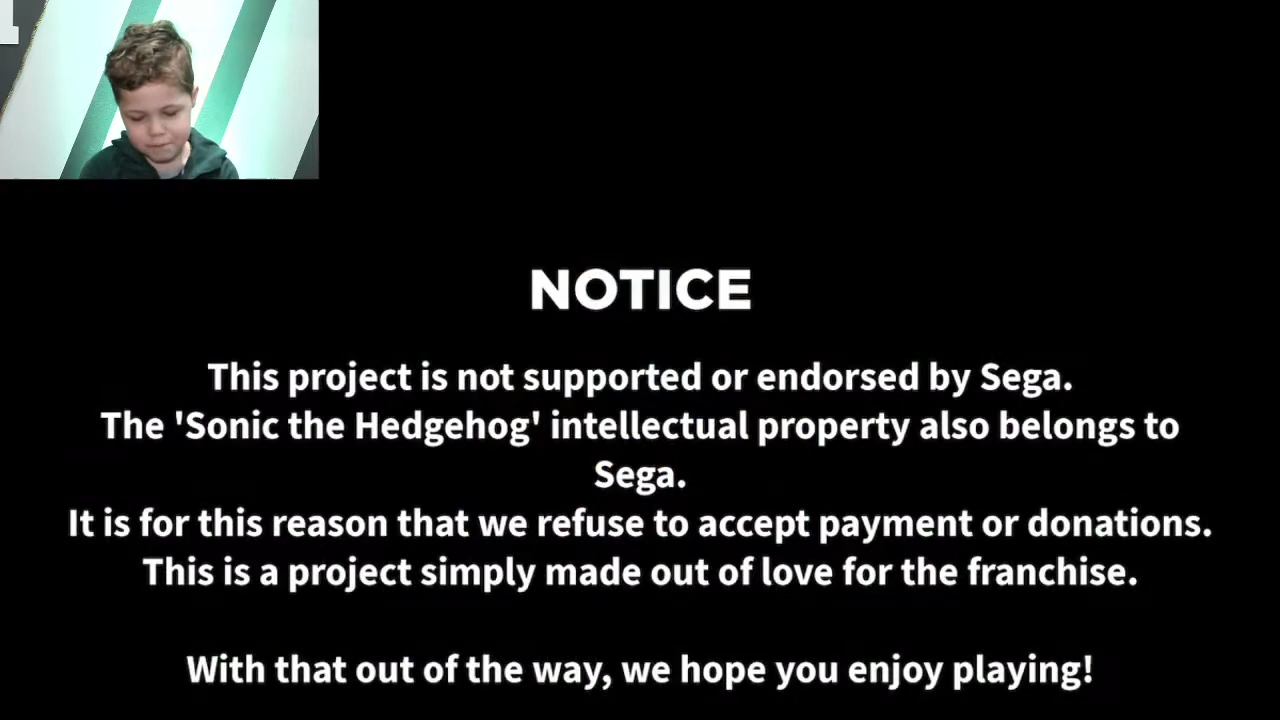 NOTICE
This project is not supported or endorsed by Sega.
The 'Sonic the Hedgehog' intellectual property also belongs to
Sega.
It is for this reason that we refuse to accept payment or donations.
This is a project simply made out of love for the franchise.
With that out of the way, we hope you enjoy playing!